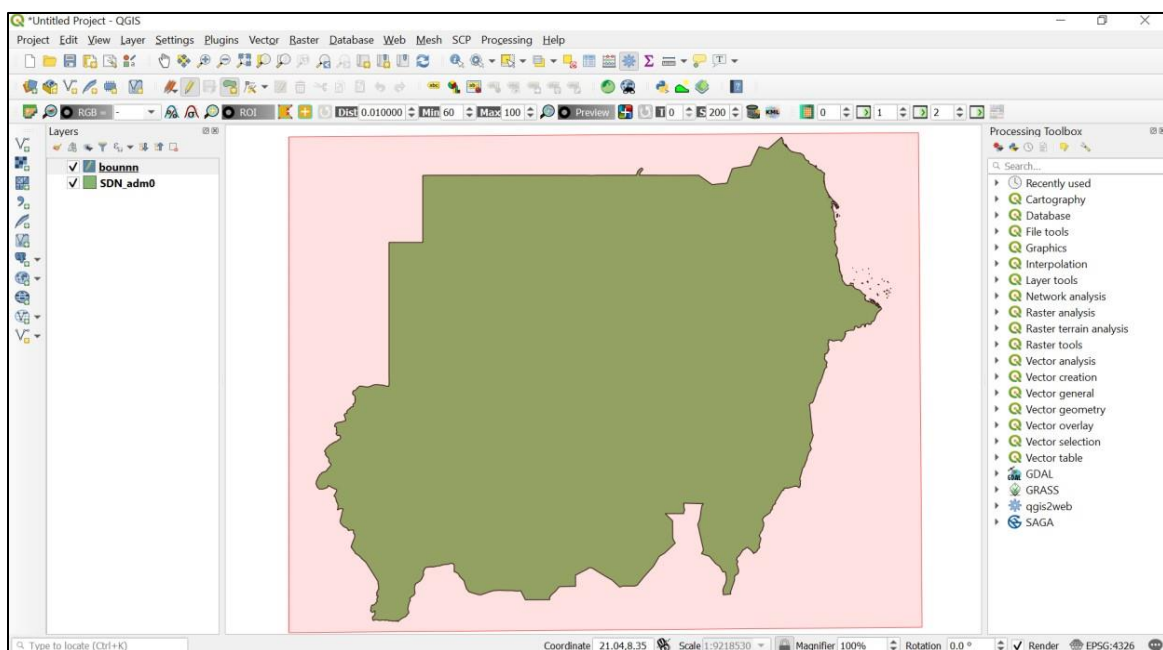 *Untitled Project - QGIS
Project Edit View Layer Settings Plugins Vector Raster Database Web Mesh SCP Processing Help
RGB = - ROI Dist 0.010000 Min 60 Max 100 Preview T 0 S 200 KML 0 1 2
Layers
bounnn
SDN_adm0
Processing Toolbox
Search...
Recently used
Cartography
Database
File tools
Graphics
Interpolation
Layer tools
Network analysis
Raster analysis
Raster terrain analysis
Raster tools
Vector analysis
Vector creation
Vector general
Vector geometry
Vector overlay
Vector selection
Vector table
GDAL
GRASS
qgis2web
SAGA
Type to locate (Ctrl+K) Coordinate 21.04,8.35 Scale 1:9218530 Magnifier 100% Rotation 0.0 ° Render EPSG:4326